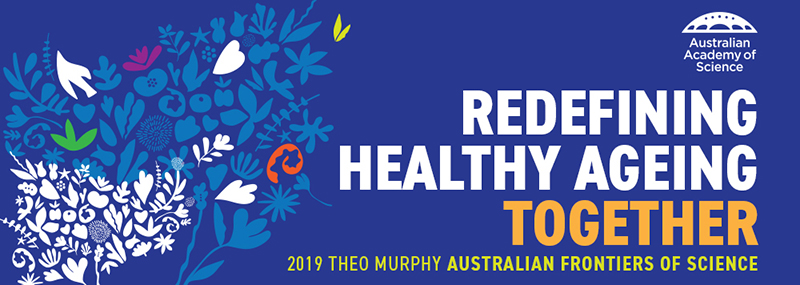 Australian
Academy of
Science
REDEFINING
HEALTHY AGEING
TOGETHER
2019 THEO MURPHY AUSTRALIAN FRONTIERS OF SCIENCE